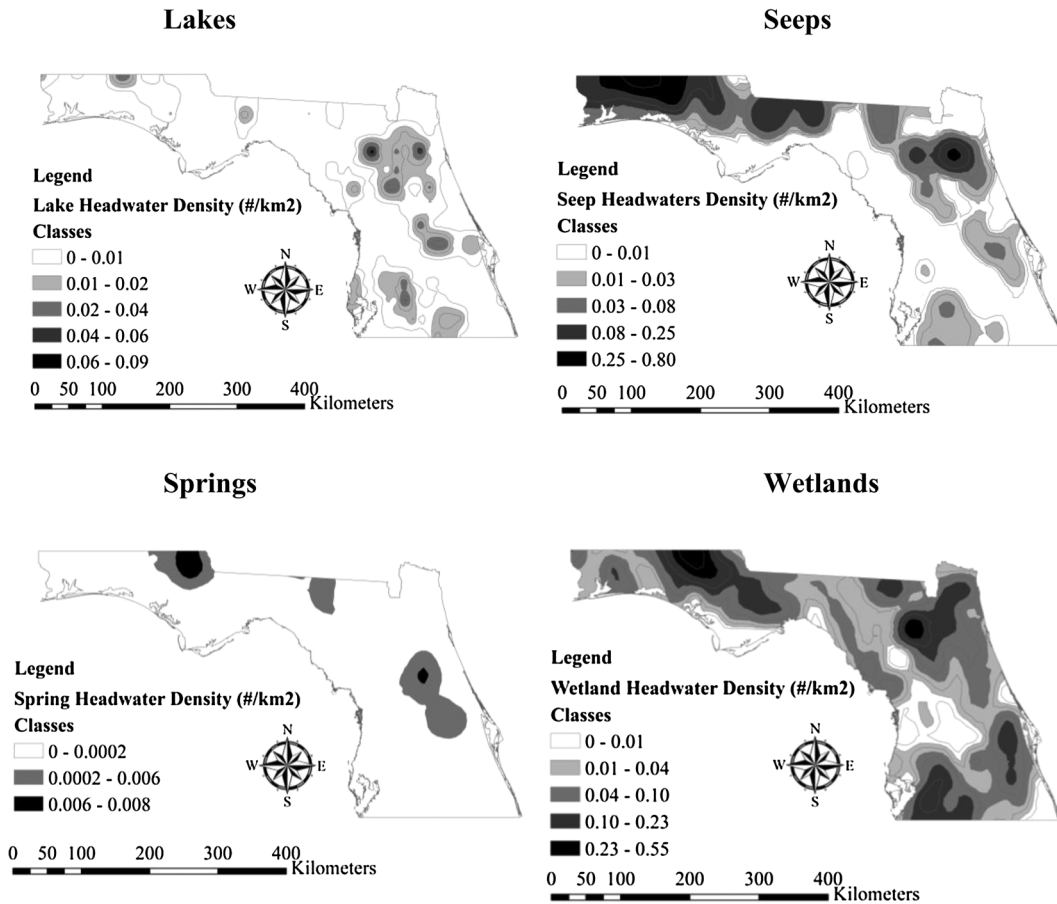 Lakes
Legend
Lake Headwater Density (#/km2)
Classes
0 - 0.01
0.01 - 0.02
0.02 - 0.04
0.04 - 0.06
0.06 - 0.09
N
W E
S
0 50 100 200 300 400
Kilometers
Seeps
Legend
Seep Headwaters Density (#/km2)
Classes
0 - 0.01
0.01 - 0.03
0.03 - 0.08
0.08 - 0.25
0.25 - 0.80
N
W E
S
0 50 100 200 300 400
Kilometers
Springs
Legend
Spring Headwater Density (#/km2)
Classes
0 - 0.0002
0.0002 - 0.006
0.006 - 0.008
N
W E
S
0 50 100 200 300 400
Kilometers
Wetlands
Legend
Wetland Headwater Density (#/km2)
Classes
0 - 0.01
0.01 - 0.04
0.04 - 0.10
0.10 - 0.23
0.23 - 0.55
N
W E
S
0 50 100 200 300 400
Kilometers